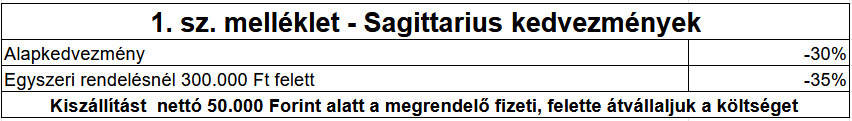 1. sz. melléklet - Sagittarius kedvezmények
Alapkedvezmény -30%
Egyszeri rendelésnél 300.000 Ft felett -35%
Kiszállítást  nettó 50.000 Forint alatt a megrendelő fizeti, felette átvállaljuk a költséget